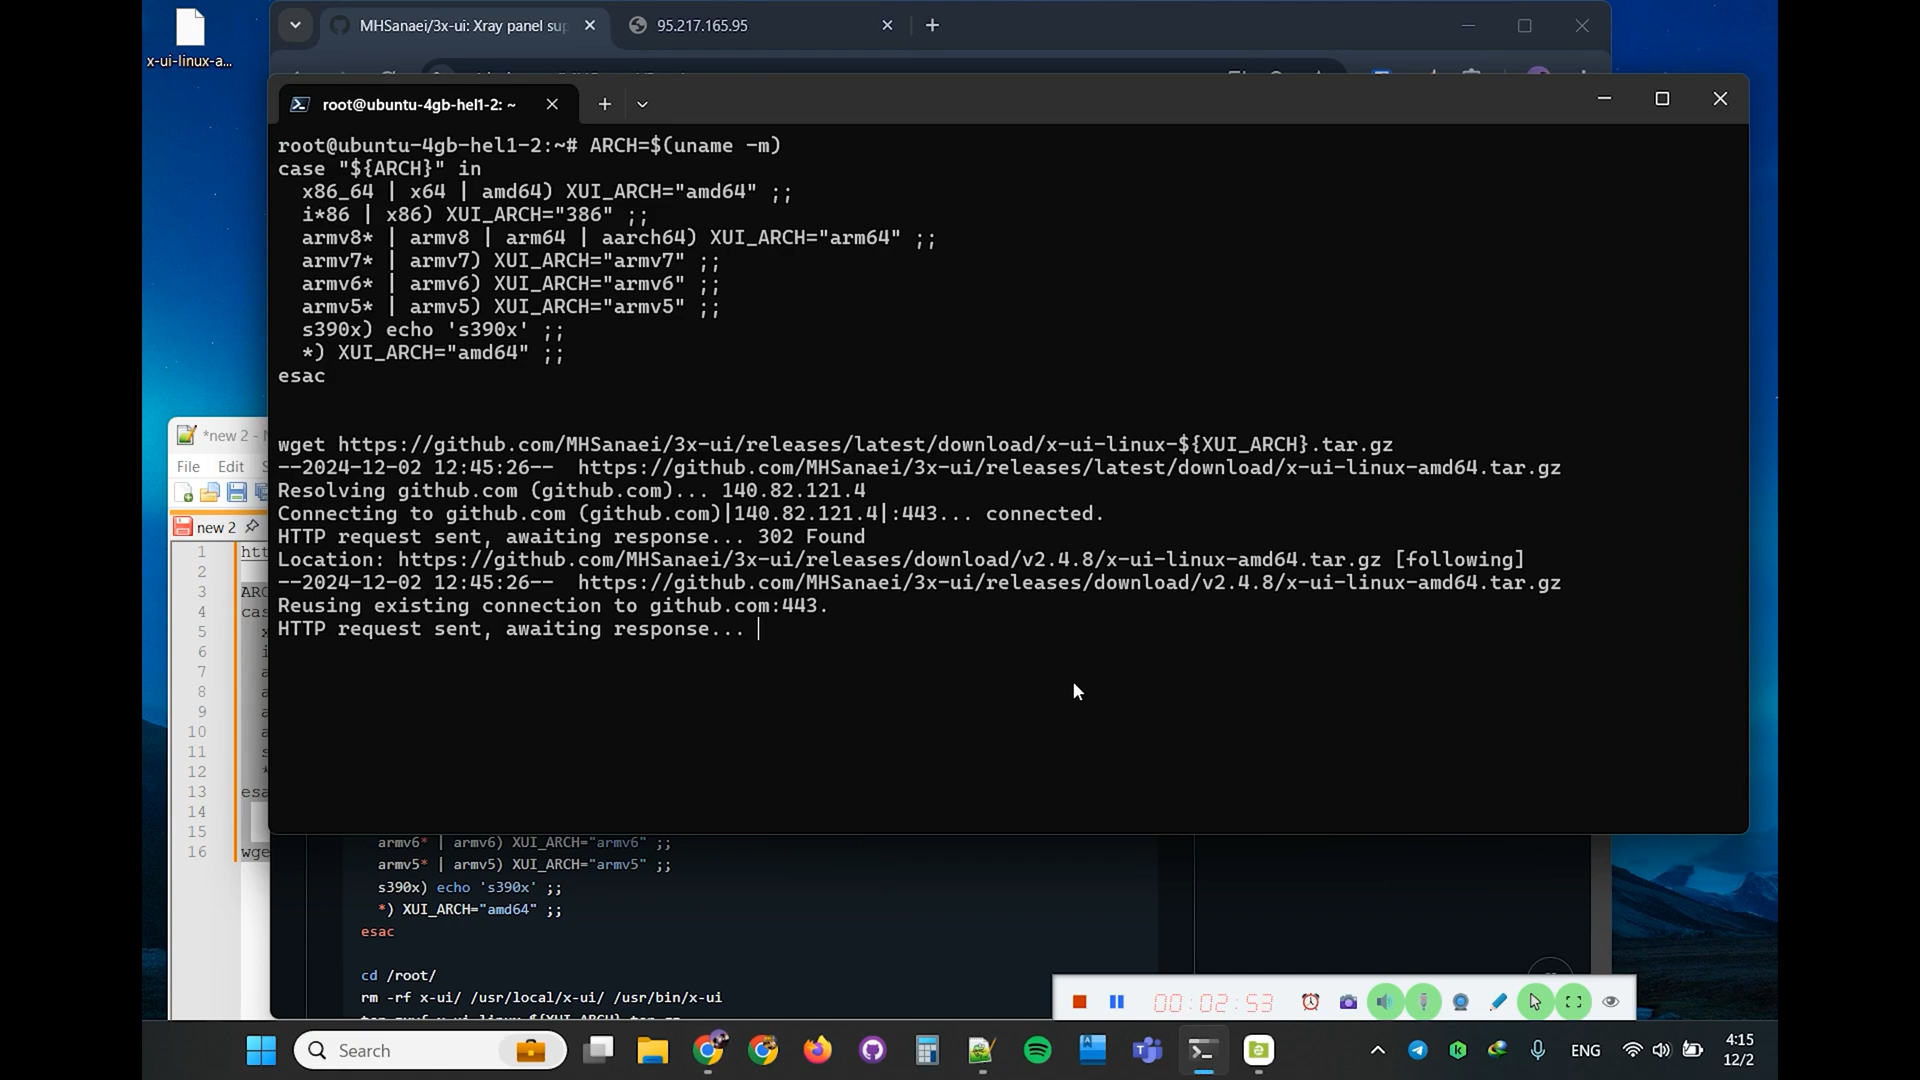 x-ui-linux-a...
MHSanaei/3x-ui: Xray panel sup
95.217.165.95
root@ubuntu-4gb-hel1-2: ~
root@ubuntu-4gb-hel1-2:~# ARCH=$(uname -m)
case "${ARCH}" in
x86_64 | x64 | amd64) XUI_ARCH="amd64" ;;
i*86 | x86) XUI_ARCH="386" ;;
armv8* | armv8 | arm64 | aarch64) XUI_ARCH="arm64" ;;
armv7* | armv7) XUI_ARCH="armv7" ;;
armv6* | armv6) XUI_ARCH="armv6" ;;
armv5* | armv5) XUI_ARCH="armv5" ;;
s390x) echo 's390x' ;;
*) XUI_ARCH="amd64" ;;
esac
wget https://github.com/MHSanaei/3x-ui/releases/latest/download/x-ui-linux-${XUI_ARCH}.tar.gz
--2024-12-02 12:45:26-- https://github.com/MHSanaei/3x-ui/releases/latest/download/x-ui-linux-amd64.tar.gz
Resolving github.com (github.com)... 140.82.121.4
Connecting to github.com (github.com)|140.82.121.4|:443... connected.
HTTP request sent, awaiting response... 302 Found
Location: https://github.com/MHSanaei/3x-ui/releases/download/v2.4.8/x-ui-linux-amd64.tar.gz [following]
--2024-12-02 12:45:26-- https://github.com/MHSanaei/3x-ui/releases/download/v2.4.8/x-ui-linux-amd64.tar.gz
Reusing existing connection to github.com:443.
HTTP request sent, awaiting response...
*new 2 -
File Edit
new 2
1 htt
2
3 ARC
4 cas
5
6
7
8
9
10
11
12
13 esa
14
15
16 wge
armv6* | armv6) XUI_ARCH="armv6" ;;
armv5* | armv5) XUI_ARCH="armv5" ;;
s390x) echo 's390x' ;;
*) XUI_ARCH="amd64" ;;
esac
cd /root/
rm -rf x-ui/ /usr/local/x-ui/ /usr/bin/x-ui
00:02:53
Search
ENG
4:15
12/2